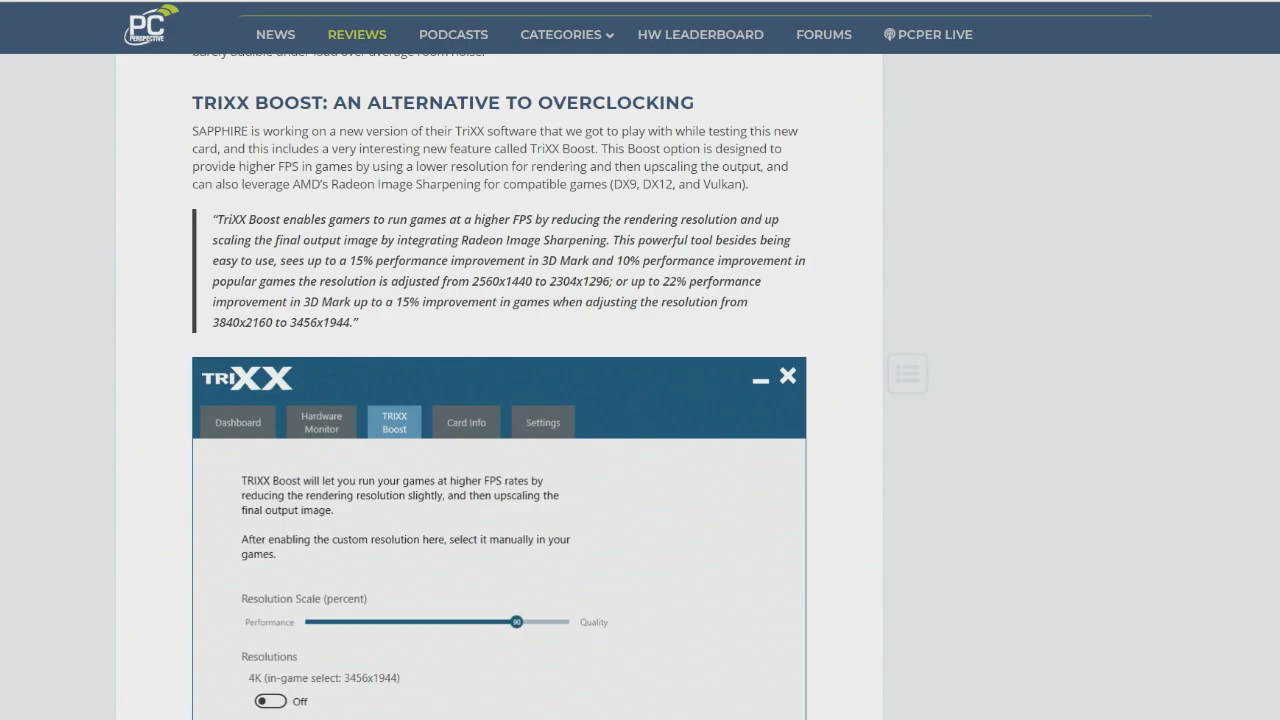 PC
PERSPECTIVE
NEWS
REVIEWS
PODCASTS
CATEGORIES
HW LEADERBOARD
FORUMS
PCPER LIVE
barely audible under load over average room noise.
TRIXX BOOST: AN ALTERNATIVE TO OVERCLOCKING
SAPPHIRE is working on a new version of their TriXX software that we got to play with while testing this new
card, and this includes a very interesting new feature called TriXX Boost. This Boost option is designed to
provide higher FPS in games by using a lower resolution for rendering and then upscaling the output, and
can also leverage AMD's Radeon Image Sharpening for compatible games (DX9, DX12, and Vulkan).
“TriXX Boost enables gamers to run games at a higher FPS by reducing the rendering resolution and up
scaling the final output image by integrating Radeon Image Sharpening. This powerful tool besides being
easy to use, sees up to a 15% performance improvement in 3D Mark and 10% performance improvement in
popular games the resolution is adjusted from 2560x1440 to 2304x1296; or up to 22% performance
improvement in 3D Mark up to a 15% improvement in games when adjusting the resolution from
3840x2160 to 3456x1944.”
TRIXX
Dashboard
Hardware
Monitor
TRIXX
Boost
Card Info
Settings
TRIXX Boost will let you run your games at higher FPS rates by
reducing the rendering resolution slightly, and then upscaling the
final output image.
After enabling the custom resolution here, select it manually in your
games.
Resolution Scale (percent)
Performance
90
Quality
Resolutions
4K (in-game select: 3456x1944)
Off